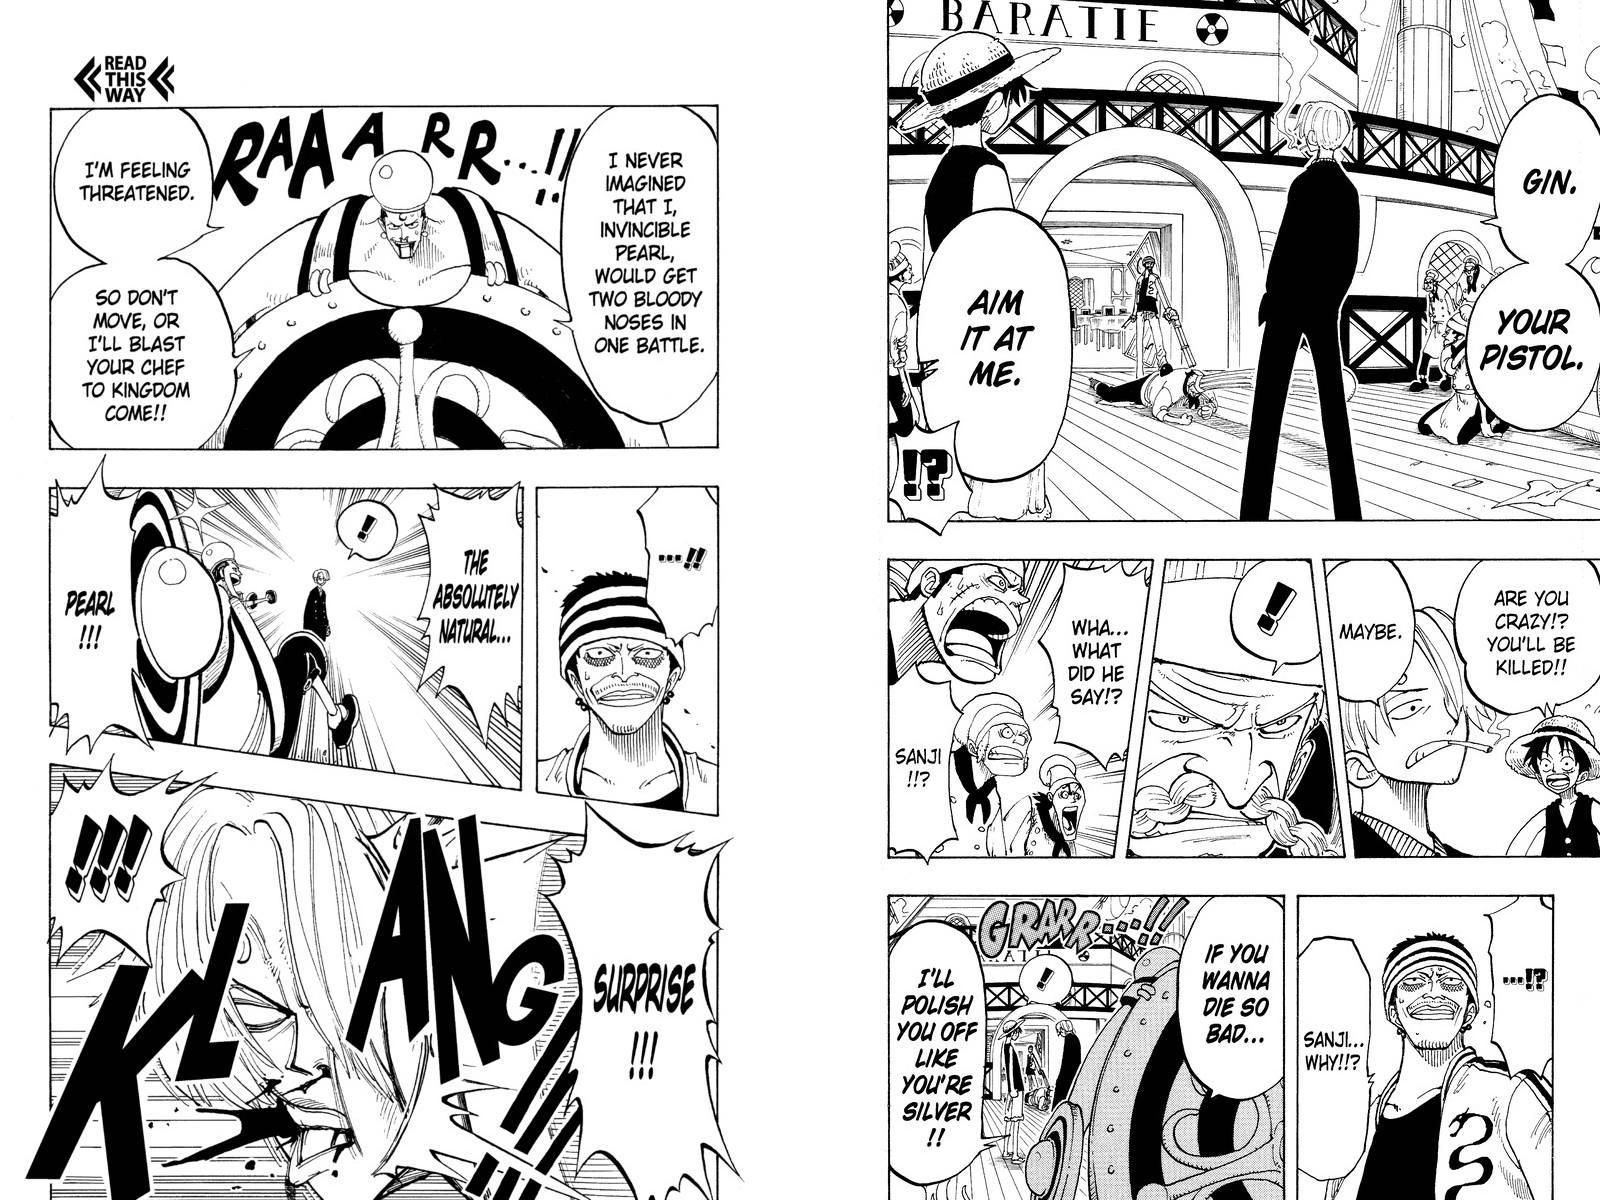 BARATIE
GIN.
YOUR
PISTOL.
AIM
IT AT
ME.
!?
ARE YOU
CRAZY!?
YOU'LL BE
KILLED!!
MAYBE.
!
WHA...
WHAT
DID HE
SAY!?
SANJI
!!?
...!?
SANJI...
WHY!!?
IF YOU
WANNA
DIE SO
BAD...
GRARR...!!
!
I'LL
POLISH
YOU OFF
LIKE
YOU'RE
SILVER
!!
READ
THIS
WAY
I NEVER
IMAGINED
THAT I,
INVINCIBLE
PEARL,
WOULD GET
TWO BLOODY
NOSES IN
ONE BATTLE.
RAAARR...!!
I'M FEELING
THREATENED.
SO DON'T
MOVE, OR
I'LL BLAST
YOUR CHEF
TO KINGDOM
COME!!
...!!
THE
ABSOLUTELY
NATURAL...
!
PEARL
!!!
SURPRISE
!!!
KLANG!!!
!!!